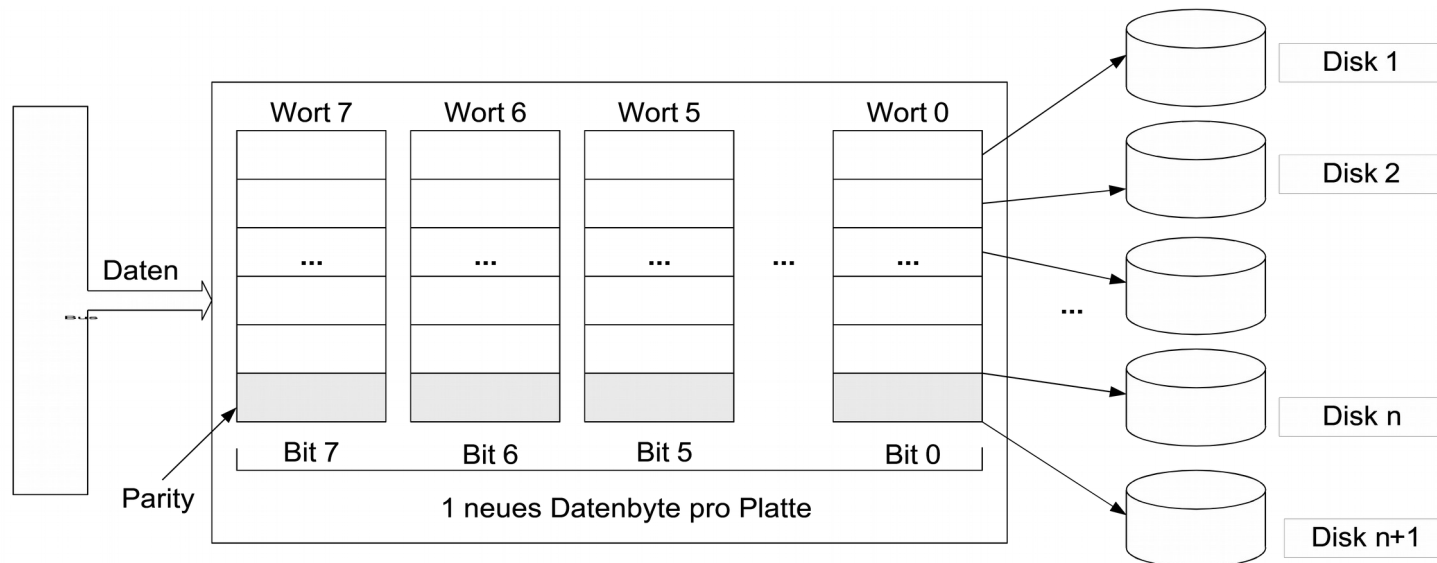 Disk 1
Wort 7 Wort 6 Wort 5 Wort 0
Disk 2
... ... ... ... ...
Daten
Bus
...
Disk n
Bit 7 Bit 6 Bit 5 Bit 0
Parity
1 neues Datenbyte pro Platte
Disk n+1